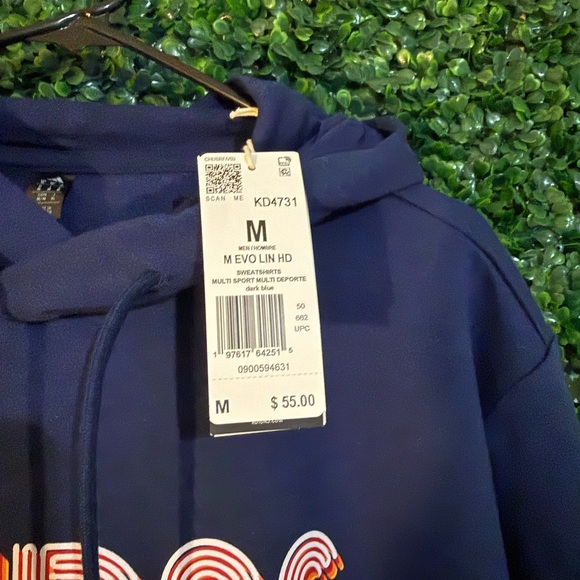 SCAN ME
KD4731
M
MEN / HOMBRE
M EVO LIN HD
SWEATSHIRTS
MULTI SPORT MULTI DEPORTE
dark blue
50
662
UPC
1 97617 64251 5
0900594631
M $ 55.00